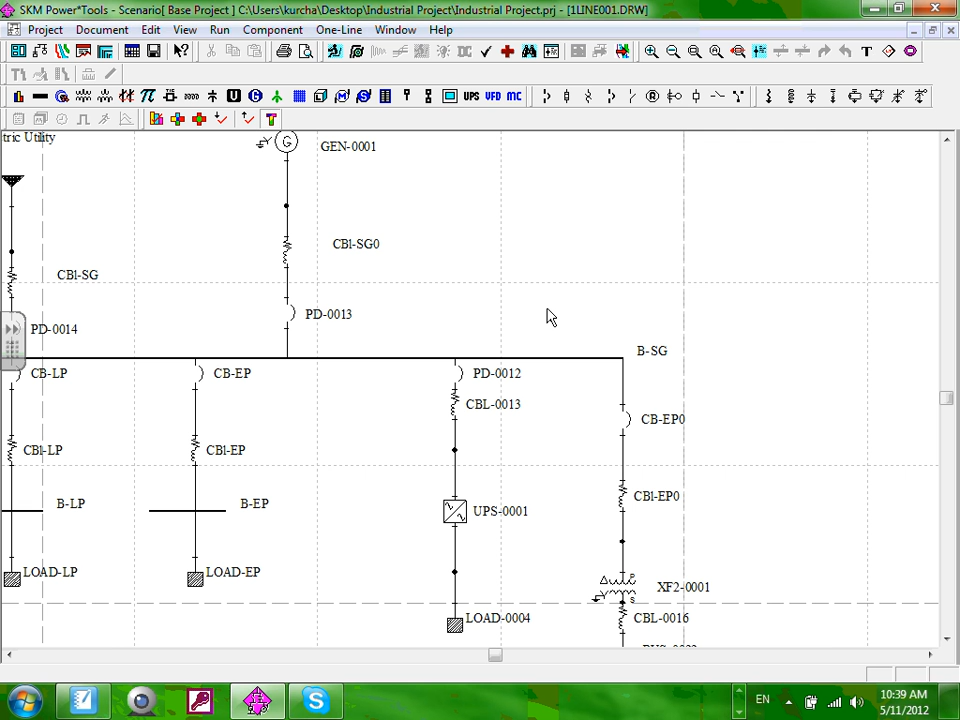 SKM Power*Tools - Scenario[ Base Project ] C:\Users\kurcha\Desktop\Industrial Project\Industrial Project.prj - [1LINE001.DRW]
Project Document Edit View Run Component One-Line Window Help
DC
T
UPS VFD MC
tric Utility
G
GEN-0001
CBl-SG0
CBl-SG
PD-0013
PD-0014
B-SG
CB-LP
CB-EP
PD-0012
CBL-0013
CB-EP0
CBl-LP
CBl-EP
CBl-EP0
B-LP
B-EP
UPS-0001
LOAD-LP
LOAD-EP
P
XF2-0001
S
LOAD-0004
CBL-0016
EN
10:39 AM
5/11/2012